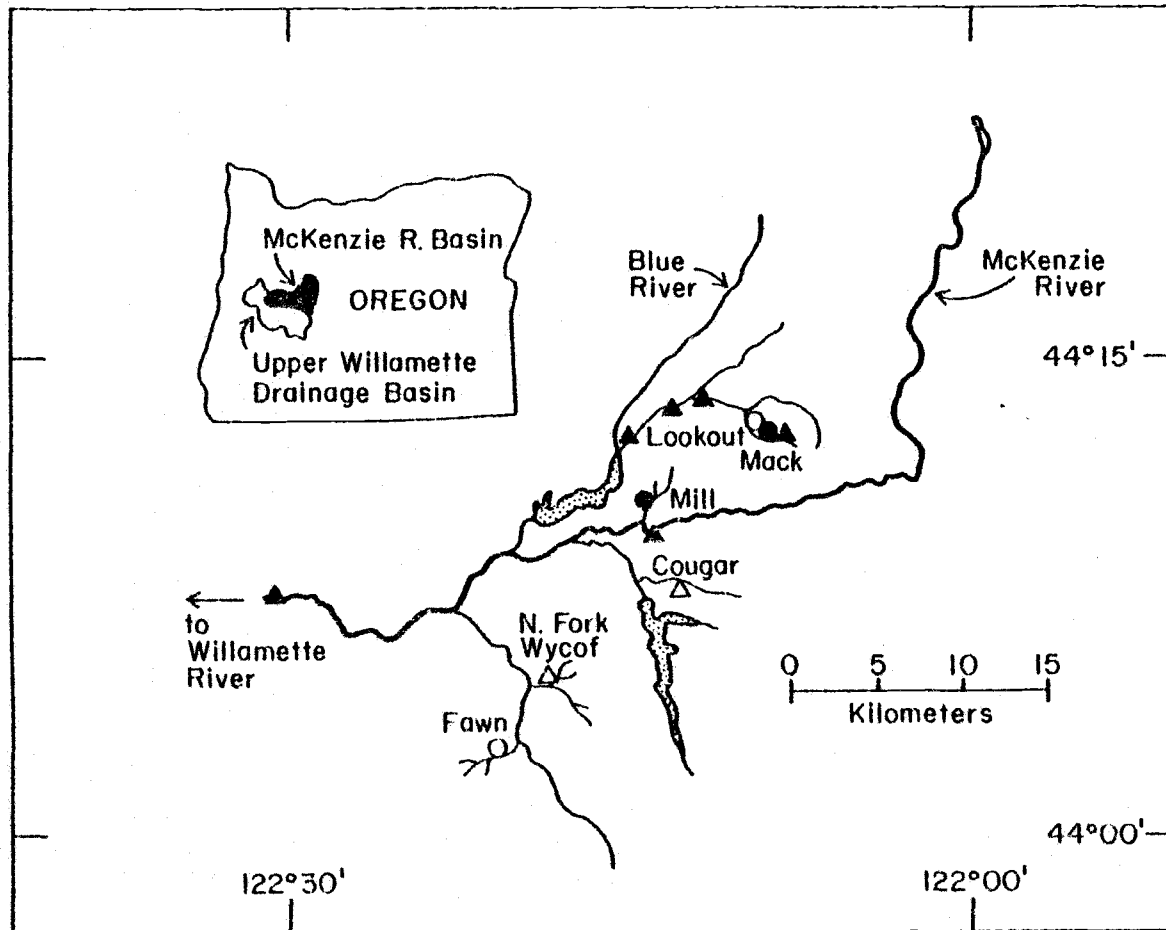 McKenzie R. Basin
OREGON
Upper Willamette
Drainage Basin
Blue
River
McKenzie
River
44°15'
Lookout
Mack
Mill
Cougar
N. Fork
Wycof
to
Willamette
River
Fawn
0 5 10 15
Kilometers
44°00'
122°30'
122°00'